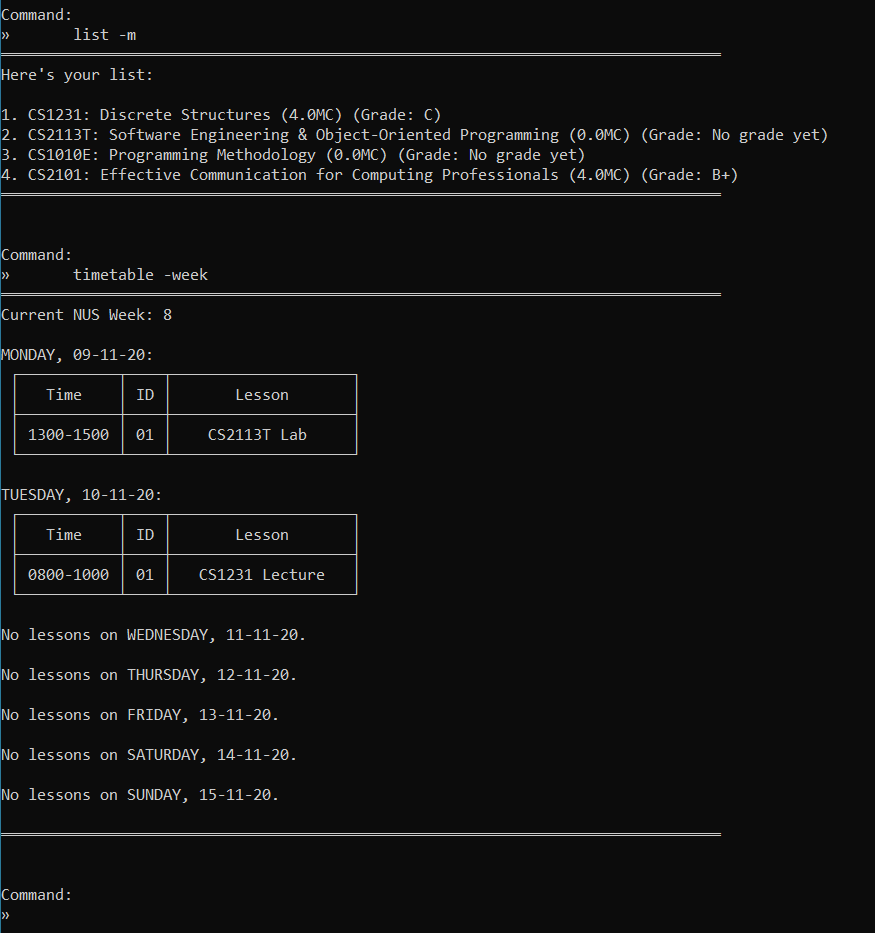 Command:
» list -m
Here's your list:
1. CS1231: Discrete Structures (4.0MC) (Grade: C)
2. CS2113T: Software Engineering & Object-Oriented Programming (0.0MC) (Grade: No grade yet)
3. CS1010E: Programming Methodology (0.0MC) (Grade: No grade yet)
4. CS2101: Effective Communication for Computing Professionals (4.0MC) (Grade: B+)
Command:
» timetable -week
Current NUS Week: 8
MONDAY, 09-11-20:
Time ID Lesson
1300-1500 01 CS2113T Lab
TUESDAY, 10-11-20:
Time ID Lesson
0800-1000 01 CS1231 Lecture
No lessons on WEDNESDAY, 11-11-20.
No lessons on THURSDAY, 12-11-20.
No lessons on FRIDAY, 13-11-20.
No lessons on SATURDAY, 14-11-20.
No lessons on SUNDAY, 15-11-20.
Command:
»